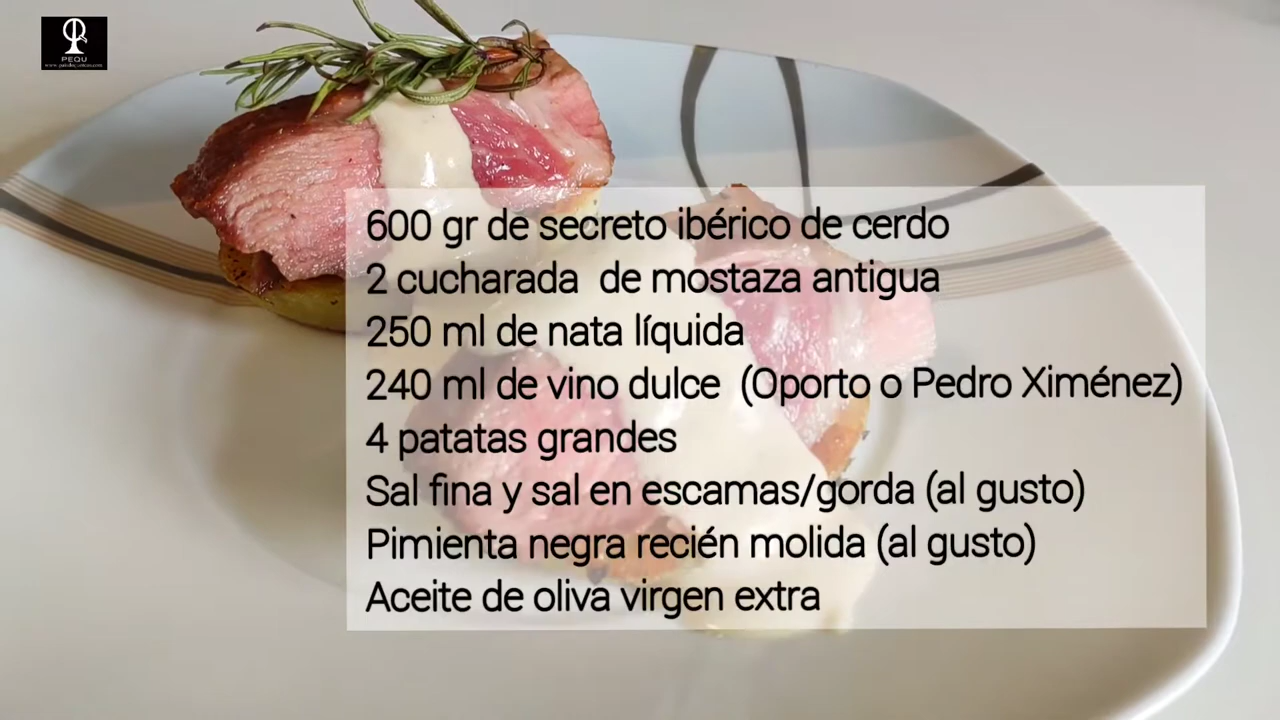 PEQU
600 gr de secreto ibérico de cerdo
2 cucharada de mostaza antigua
250 ml de nata líquida
240 ml de vino dulce (Oporto o Pedro Ximénez)
4 patatas grandes
Sal fina y sal en escamas/gorda (al gusto)
Pimienta negra recién molida (al gusto)
Aceite de oliva virgen extra